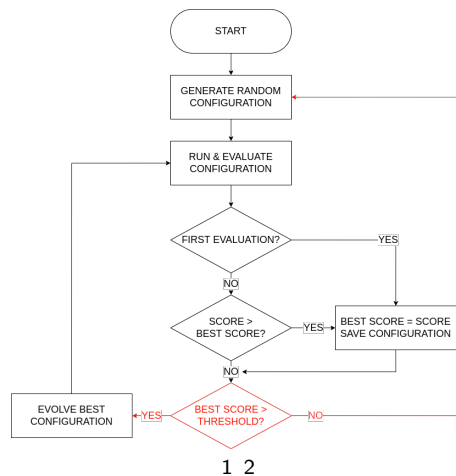 START
GENERATE RANDOM
CONFIGURATION
RUN & EVALUATE
CONFIGURATION
FIRST EVALUATION?
YES
NO
SCORE >
BEST SCORE?
YES
BEST SCORE = SCORE
SAVE CONFIGURATION
NO
BEST SCORE >
THRESHOLD?
YES
NO
EVOLVE BEST
CONFIGURATION
1 2